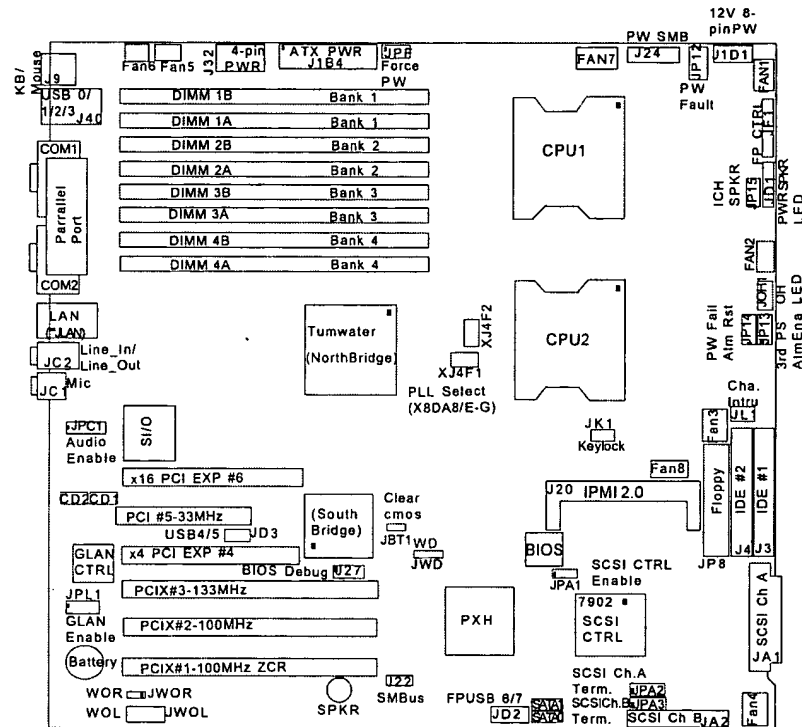 12V 8-
pinPW
KB/
Mouse
J9
Fan6
Fan5
J32
4-pin
PWR
ATX PWR
J1B4
JPF
Force
PW
FAN7
PW SMB
J24
JP12
PW
Fault
J1D1
FAN1
USB 0/
1/2/3
J40
DIMM 1B Bank 1
DIMM 1A Bank 1
DIMM 2B Bank 2
DIMM 2A Bank 2
DIMM 3B Bank 3
DIMM 3A Bank 3
DIMM 4B Bank 4
DIMM 4A Bank 4
COM1
Parrallel
Port
COM2
CPU1
FP CTRL
JF1
ICH
SPKR
JP15
JD1
PWR
SPKR
LED
FAN2
JOH1
OH
LED
LAN
(JLAN)
Tumwater
(NorthBridge)
XJ4F2
XJ4F1
PLL Select
(X8DA8/E-G)
CPU2
PW Fail
Alm Rst
JP14
JP13
3rd PS
AlmEna
JC2
Line_In/
Line_Out
JC1
Mic
JPC1
Audio
Enable
SI/O
JK1
Keylock
Cha.
Intru
JL1
Fan3
Fan8
x16 PCI EXP #6
CD2
CD1
PCI #5-33MHz
USB4/5
JD3
(South
Bridge)
Clear
cmos
JBT1
WD
JWD
J20
IPMI 2.0
Floppy
IDE #2
IDE #1
J4
J3
JP8
GLAN
CTRL
x4 PCI EXP #4
BIOS Debug
J27
BIOS
SCSI CTRL
Enable
JPA1
JPL1
GLAN
Enable
PCIX#3-133MHz
PCIX#2-100MHz
PXH
7902
SCSI
CTRL
SCSI Ch A
JA1
Battery
PCIX#1-100MHz ZCR
J22
SMBus
WOR
JWOR
WOL
JWOL
SPKR
FPUSB 6/7
JD2
SATA1
SATA0
SCSI Ch.A
Term.
JPA2
SCSICh.B
JPA3
Term.
SCSI Ch B
JA2
Fan4